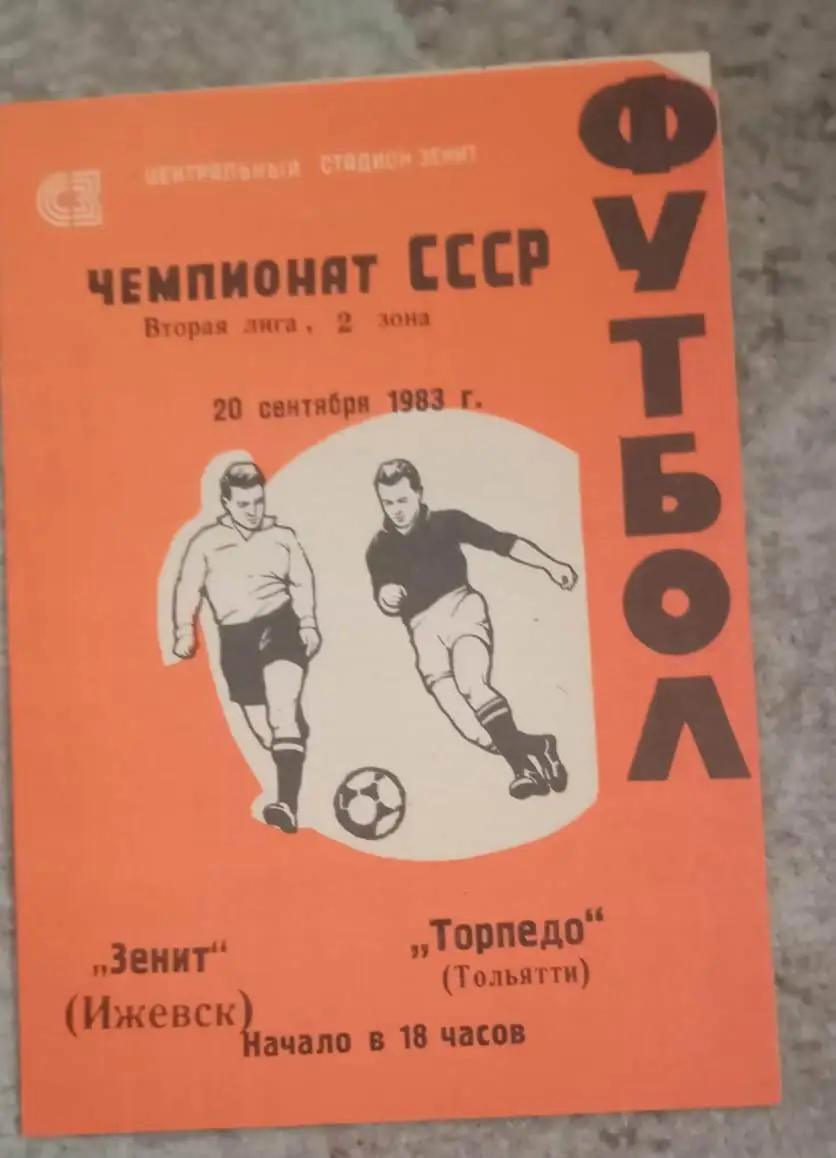 ЦЕНТРАЛЬНЫЙ СТАДИОН ЗЕНИТ
ЧЕМПИОНАТ СССР
Вторая лига, 2 зона
20 сентября 1983 г.
ФУТБОЛ
„Зенит“
(Ижевск)
„Торпедо“
(Тольятти)
Начало в 18 часов